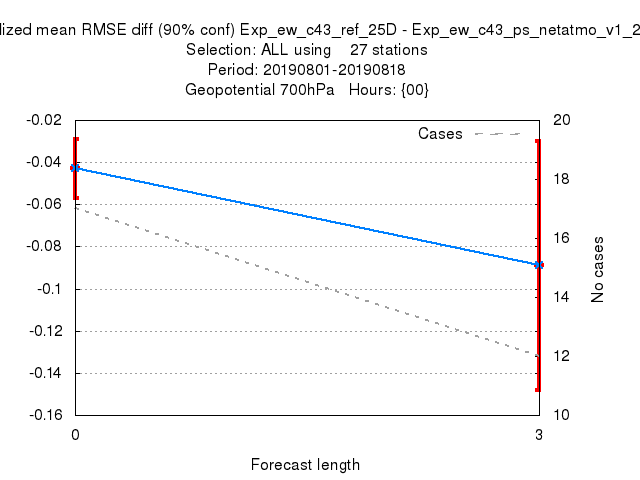 lized mean RMSE diff (90% conf) Exp_ew_c43_ref_25D - Exp_ew_c43_ps_netatmo_v1_2
Selection: ALL using 27 stations
Period: 20190801-20190818
Geopotential 700hPa Hours: {00}
Cases
-0.02
-0.04
-0.06
-0.08
-0.1
-0.12
-0.14
-0.16
20
18
16
14
12
10
No cases
0
3
Forecast length